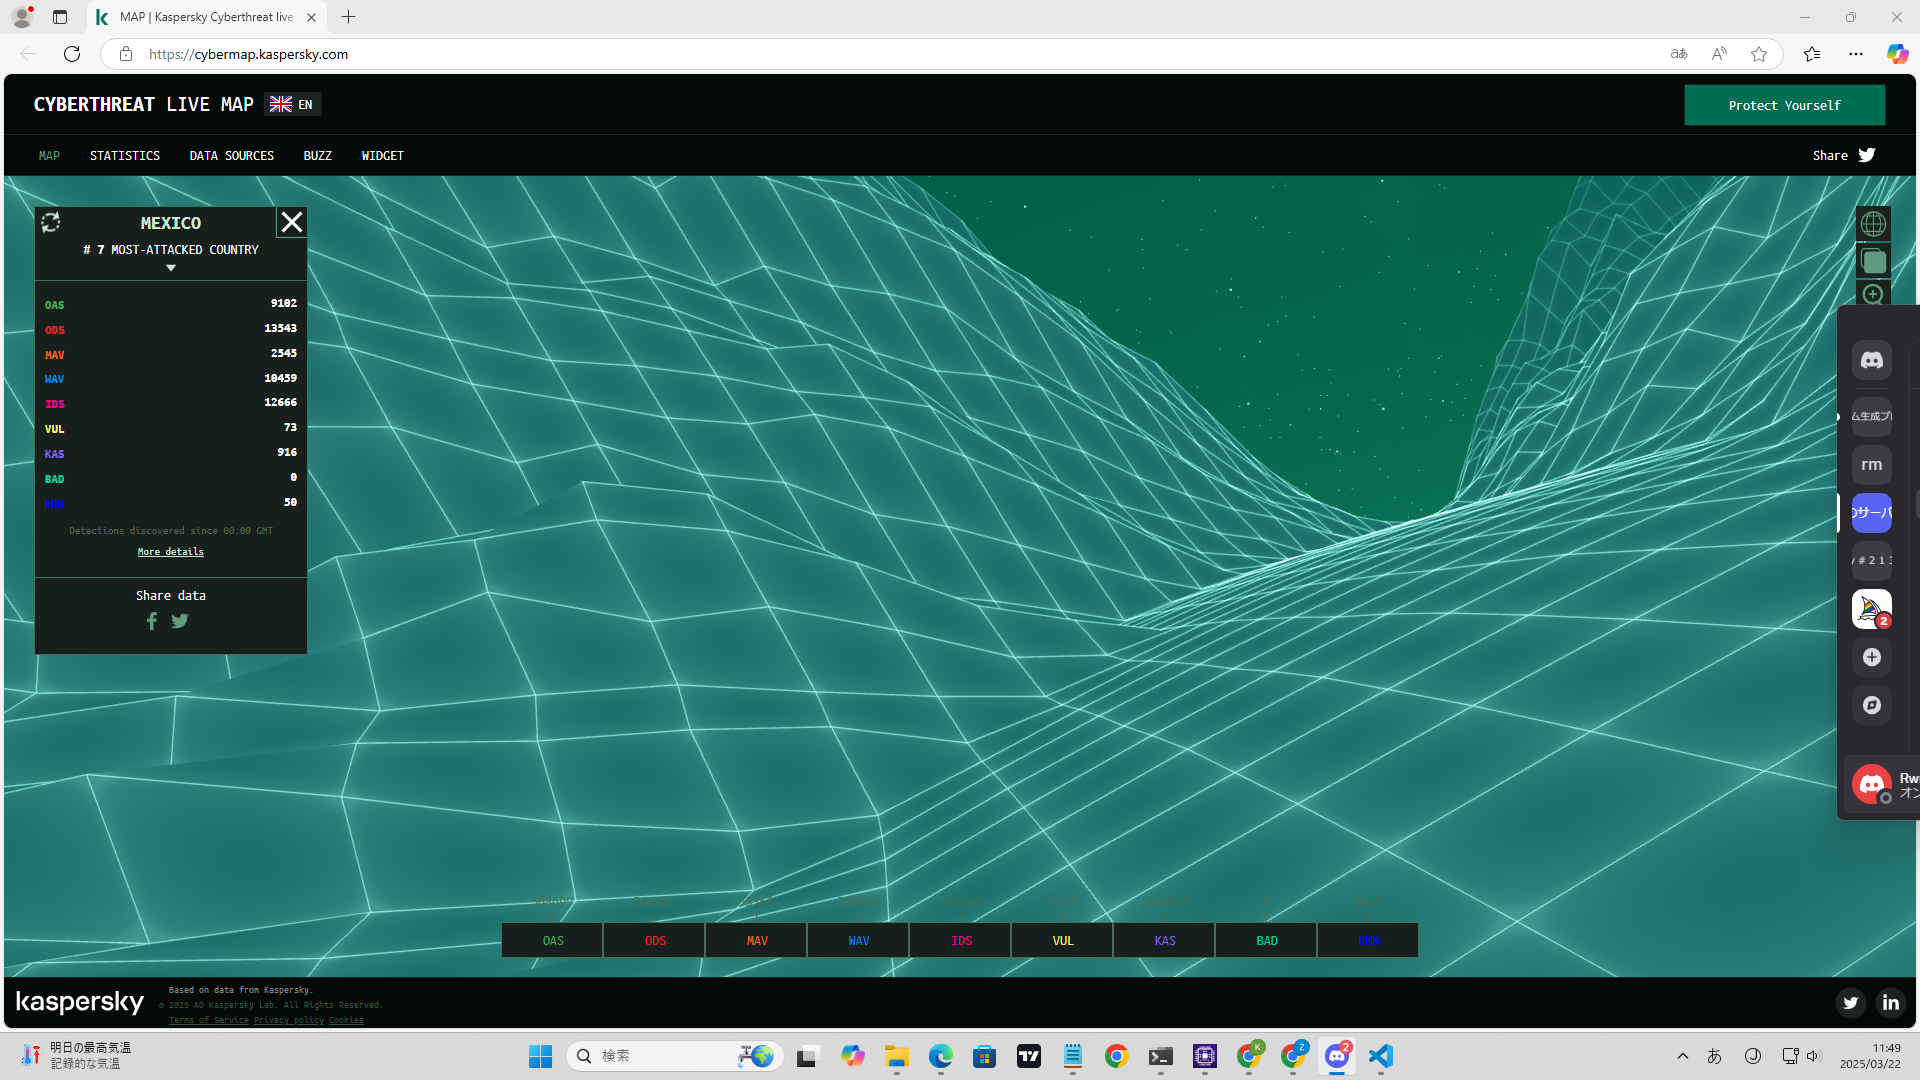 MAP | Kaspersky Cyberthreat live
https://cybermap.kaspersky.com
CYBERTHREAT LIVE MAP EN
Protect Yourself
MAP STATISTICS DATA SOURCES BUZZ WIDGET
Share
MEXICO
# 7 MOST-ATTACKED COUNTRY
OAS 9102
ODS 13543
MAV 2545
WAV 10459
IDS 12666
VUL 73
KAS 916
BAD 0
RMW 50
Detections discovered since 00:00 GMT
More details
Share data
ム生成プ
rm
サーバ
y # 2 1 3
2
Rw
オン
OAS ODS MAV WAV IDS VUL KAS BAD RMW
kaspersky
Based on data from Kaspersky.
© 2025 AO Kaspersky Lab. All Rights Reserved.
Terms of Service Privacy policy Cookies
明日の最高気温
記録的な気温
検索
K
Z
2
あ
11:49
2025/03/22